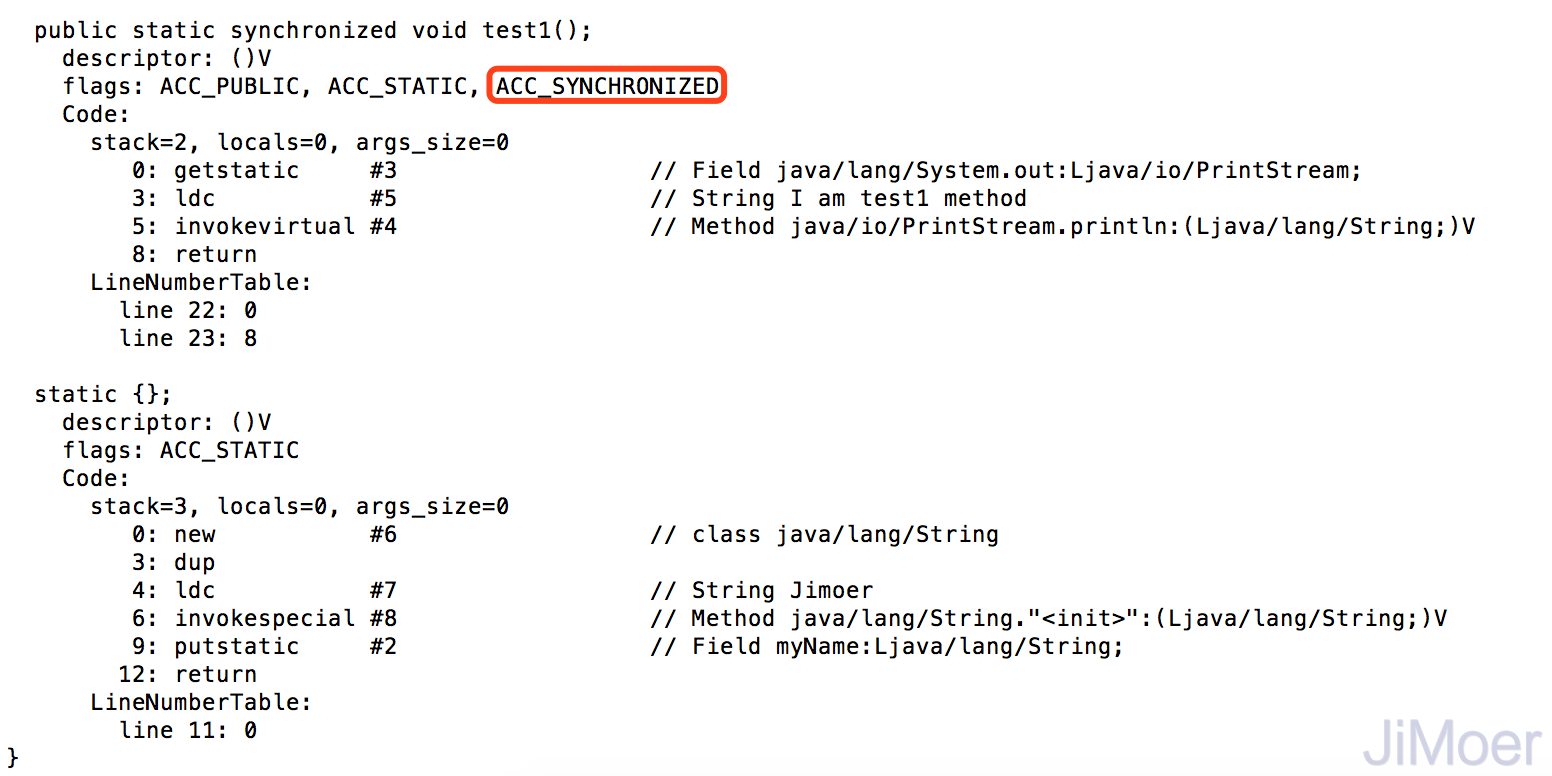 public static synchronized void test1();
descriptor: ()V
flags: ACC_PUBLIC, ACC_STATIC, ACC_SYNCHRONIZED
Code:
stack=2, locals=0, args_size=0
0: getstatic #3 // Field java/lang/System.out:Ljava/io/PrintStream;
3: ldc #5 // String I am test1 method
5: invokevirtual #4 // Method java/io/PrintStream.println:(Ljava/lang/String;)V
8: return
LineNumberTable:
line 22: 0
line 23: 8
static {};
descriptor: ()V
flags: ACC_STATIC
Code:
stack=3, locals=0, args_size=0
0: new #6 // class java/lang/String
3: dup
4: ldc #7 // String Jimoer
6: invokespecial #8 // Method java/lang/String."<init>":(Ljava/lang/String;)V
9: putstatic #2 // Field myName:Ljava/lang/String;
12: return
LineNumberTable:
line 11: 0
}
JiMoer